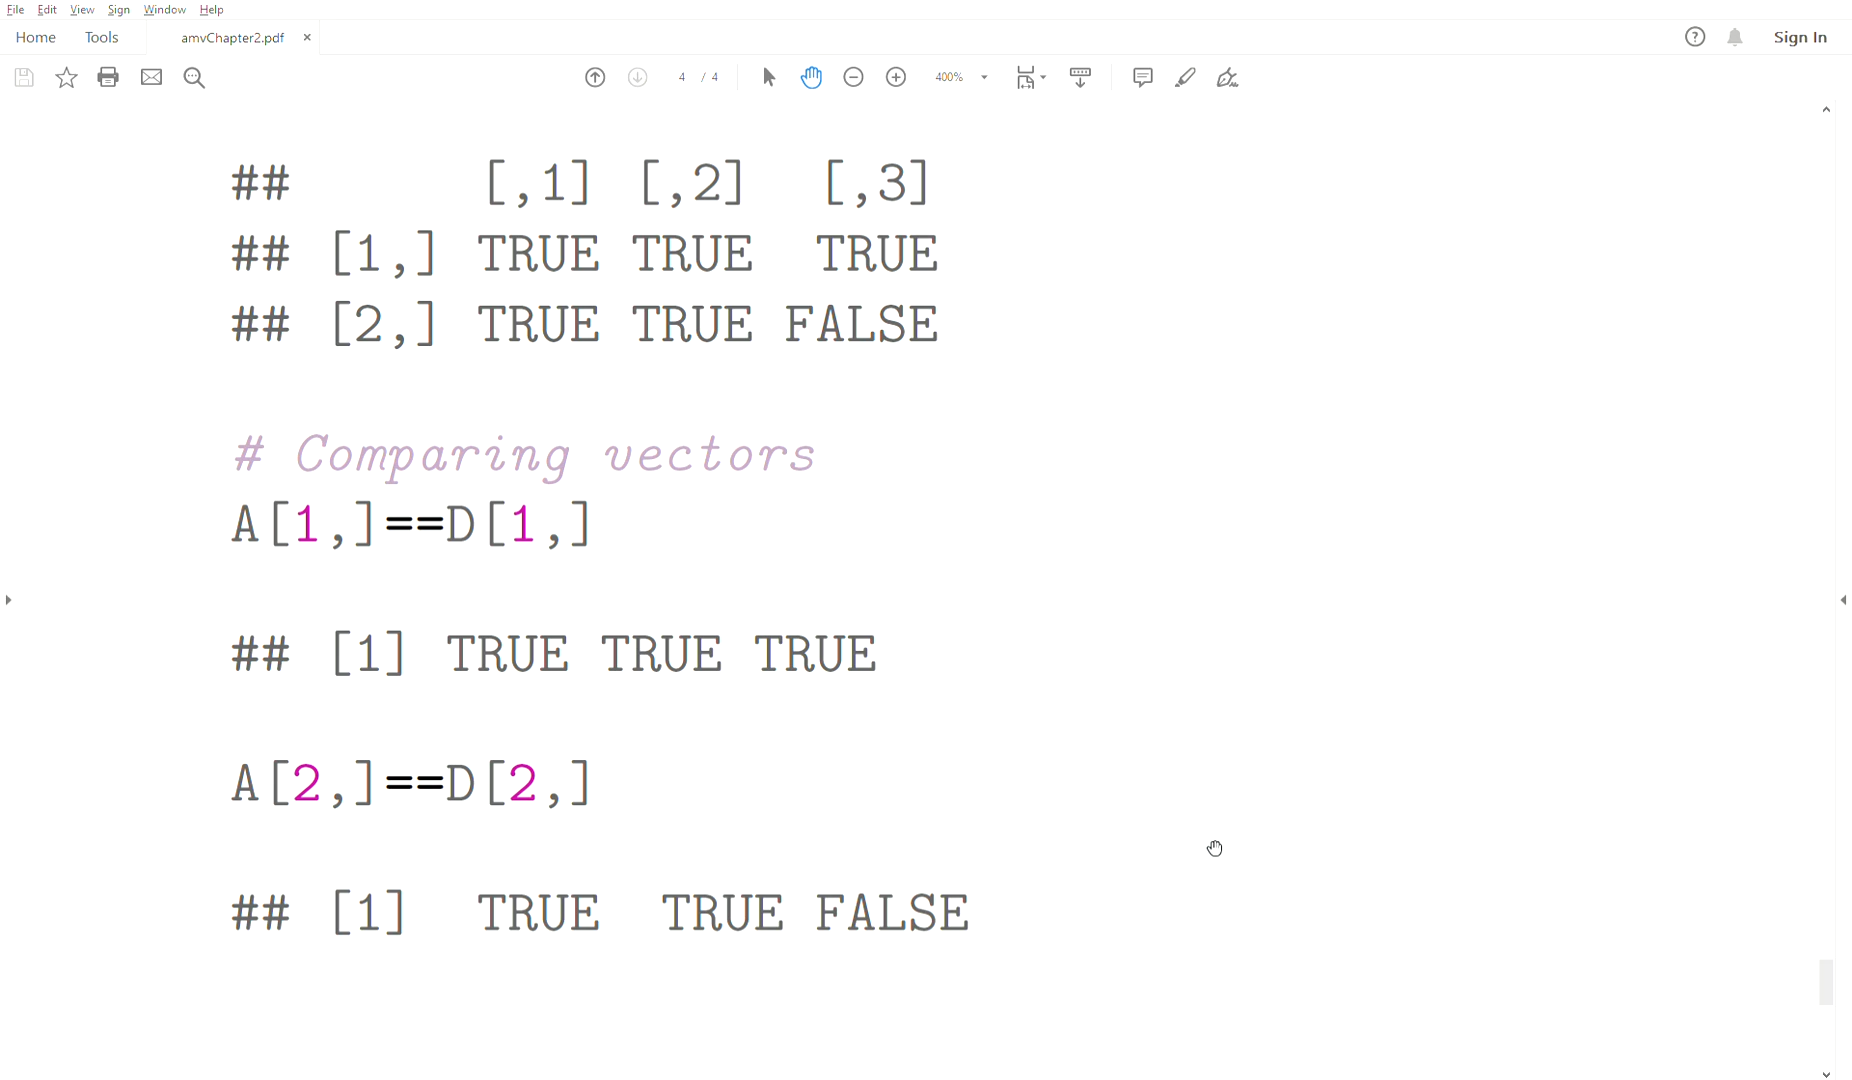 File Edit View Sign Window Help
Home Tools amvChapter2.pdf × Sign In
4 / 4 400%
## [,1] [,2] [,3]
## [1,] TRUE TRUE TRUE
## [2,] TRUE TRUE FALSE
# Comparing vectors
A[1,]==D[1,]
## [1] TRUE TRUE TRUE
A[2,]==D[2,]
## [1] TRUE TRUE FALSE